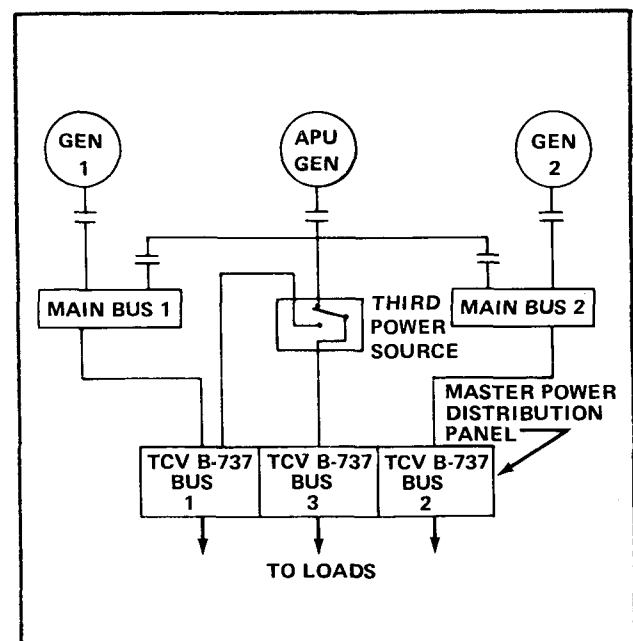 GEN
1
APU
GEN
GEN
2
MAIN BUS 1
THIRD
POWER
SOURCE
MAIN BUS 2
MASTER POWER
DISTRIBUTION
PANEL
TCV B-737
BUS
1
TCV B-737
BUS
3
TCV B-737
BUS
2
TO LOADS